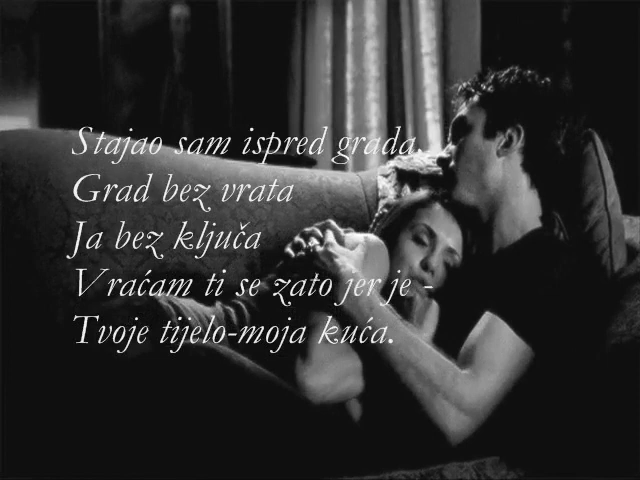 Stajao sam ispred grada.
Grad bez vrata
Ja bez ključa
Vraćam ti se zato jer je -
Tvoje tijelo-moja kuća.